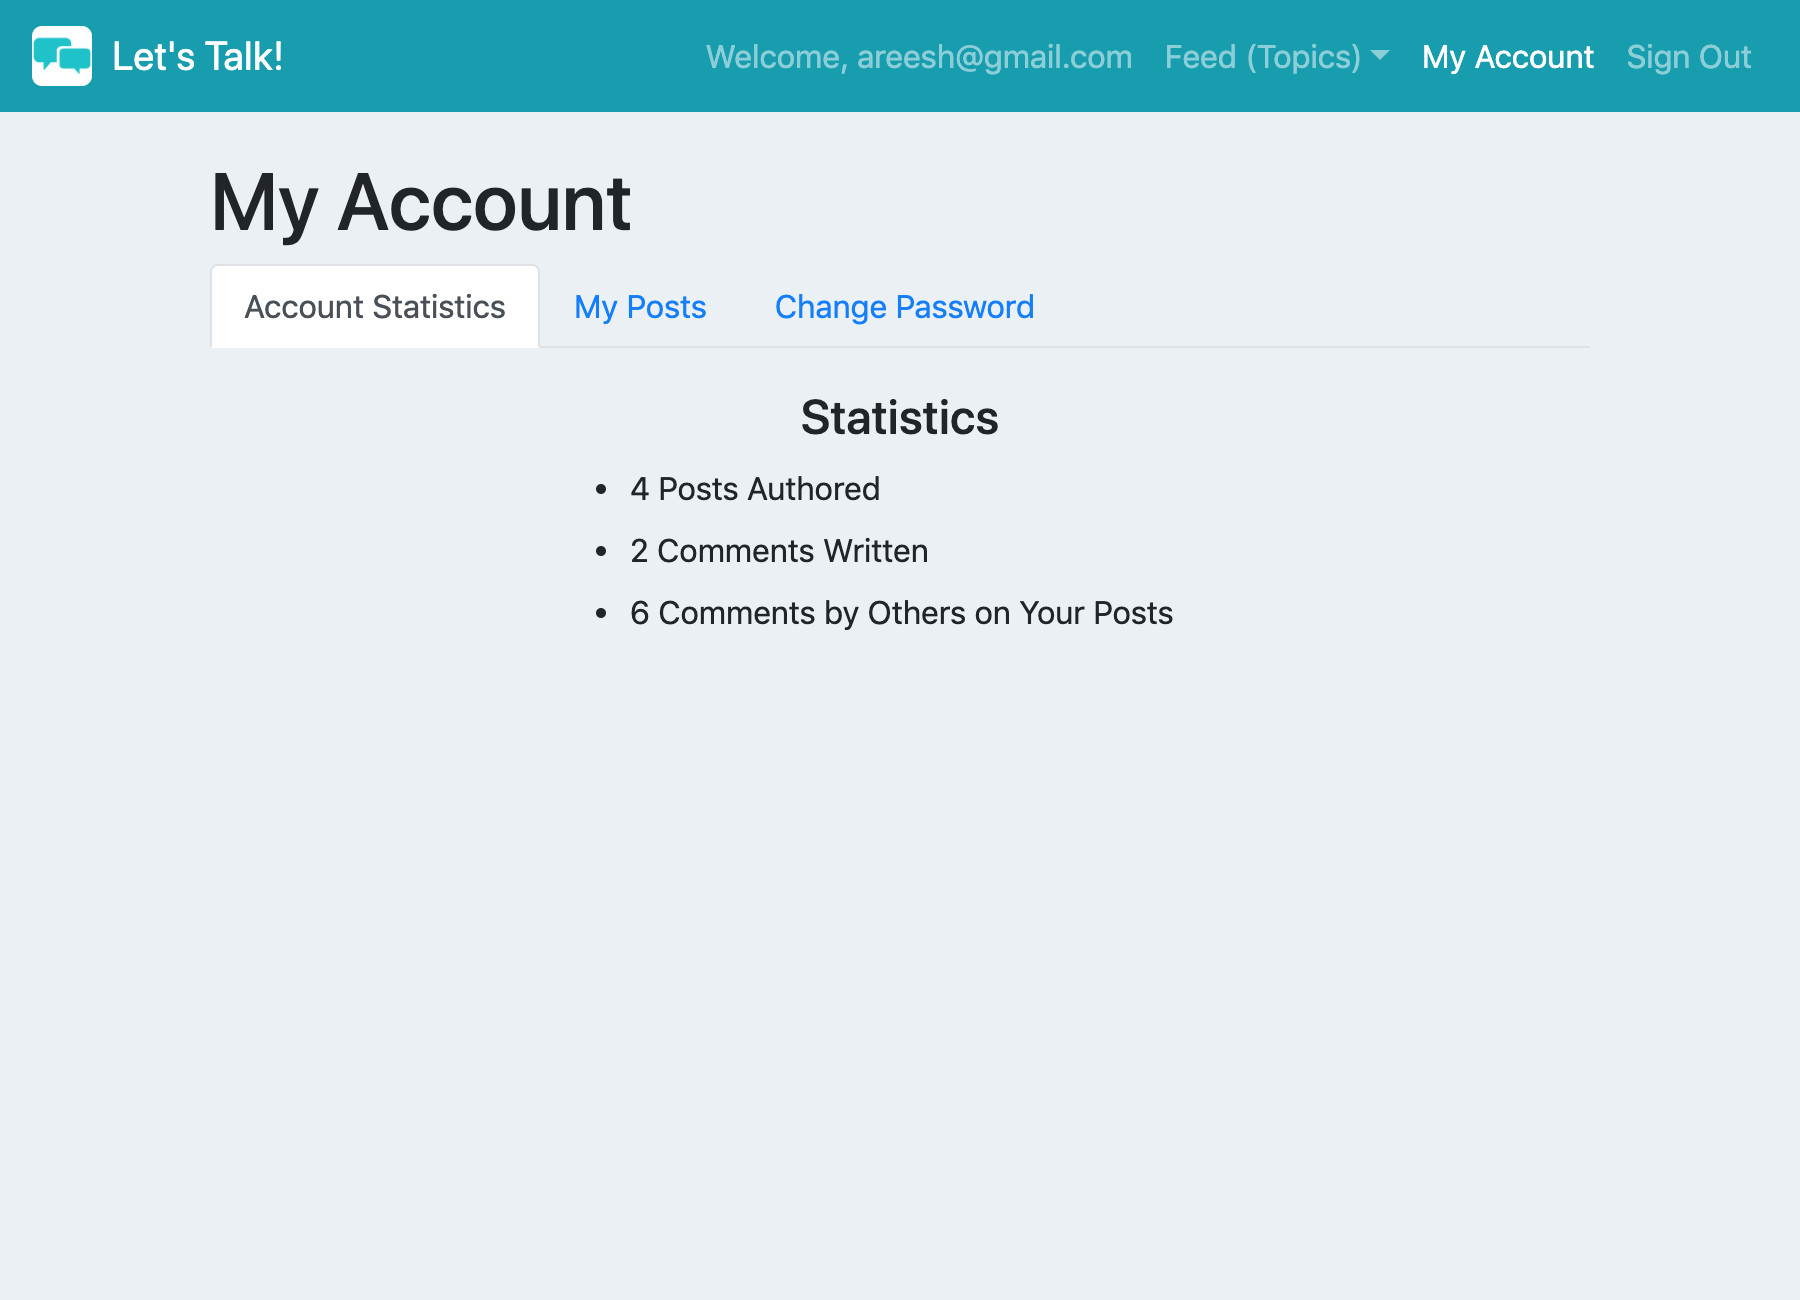 Let's Talk!
Welcome, areesh@gmail.com Feed (Topics) My Account Sign Out
My Account
Account Statistics My Posts Change Password
Statistics
• 4 Posts Authored
• 2 Comments Written
• 6 Comments by Others on Your Posts